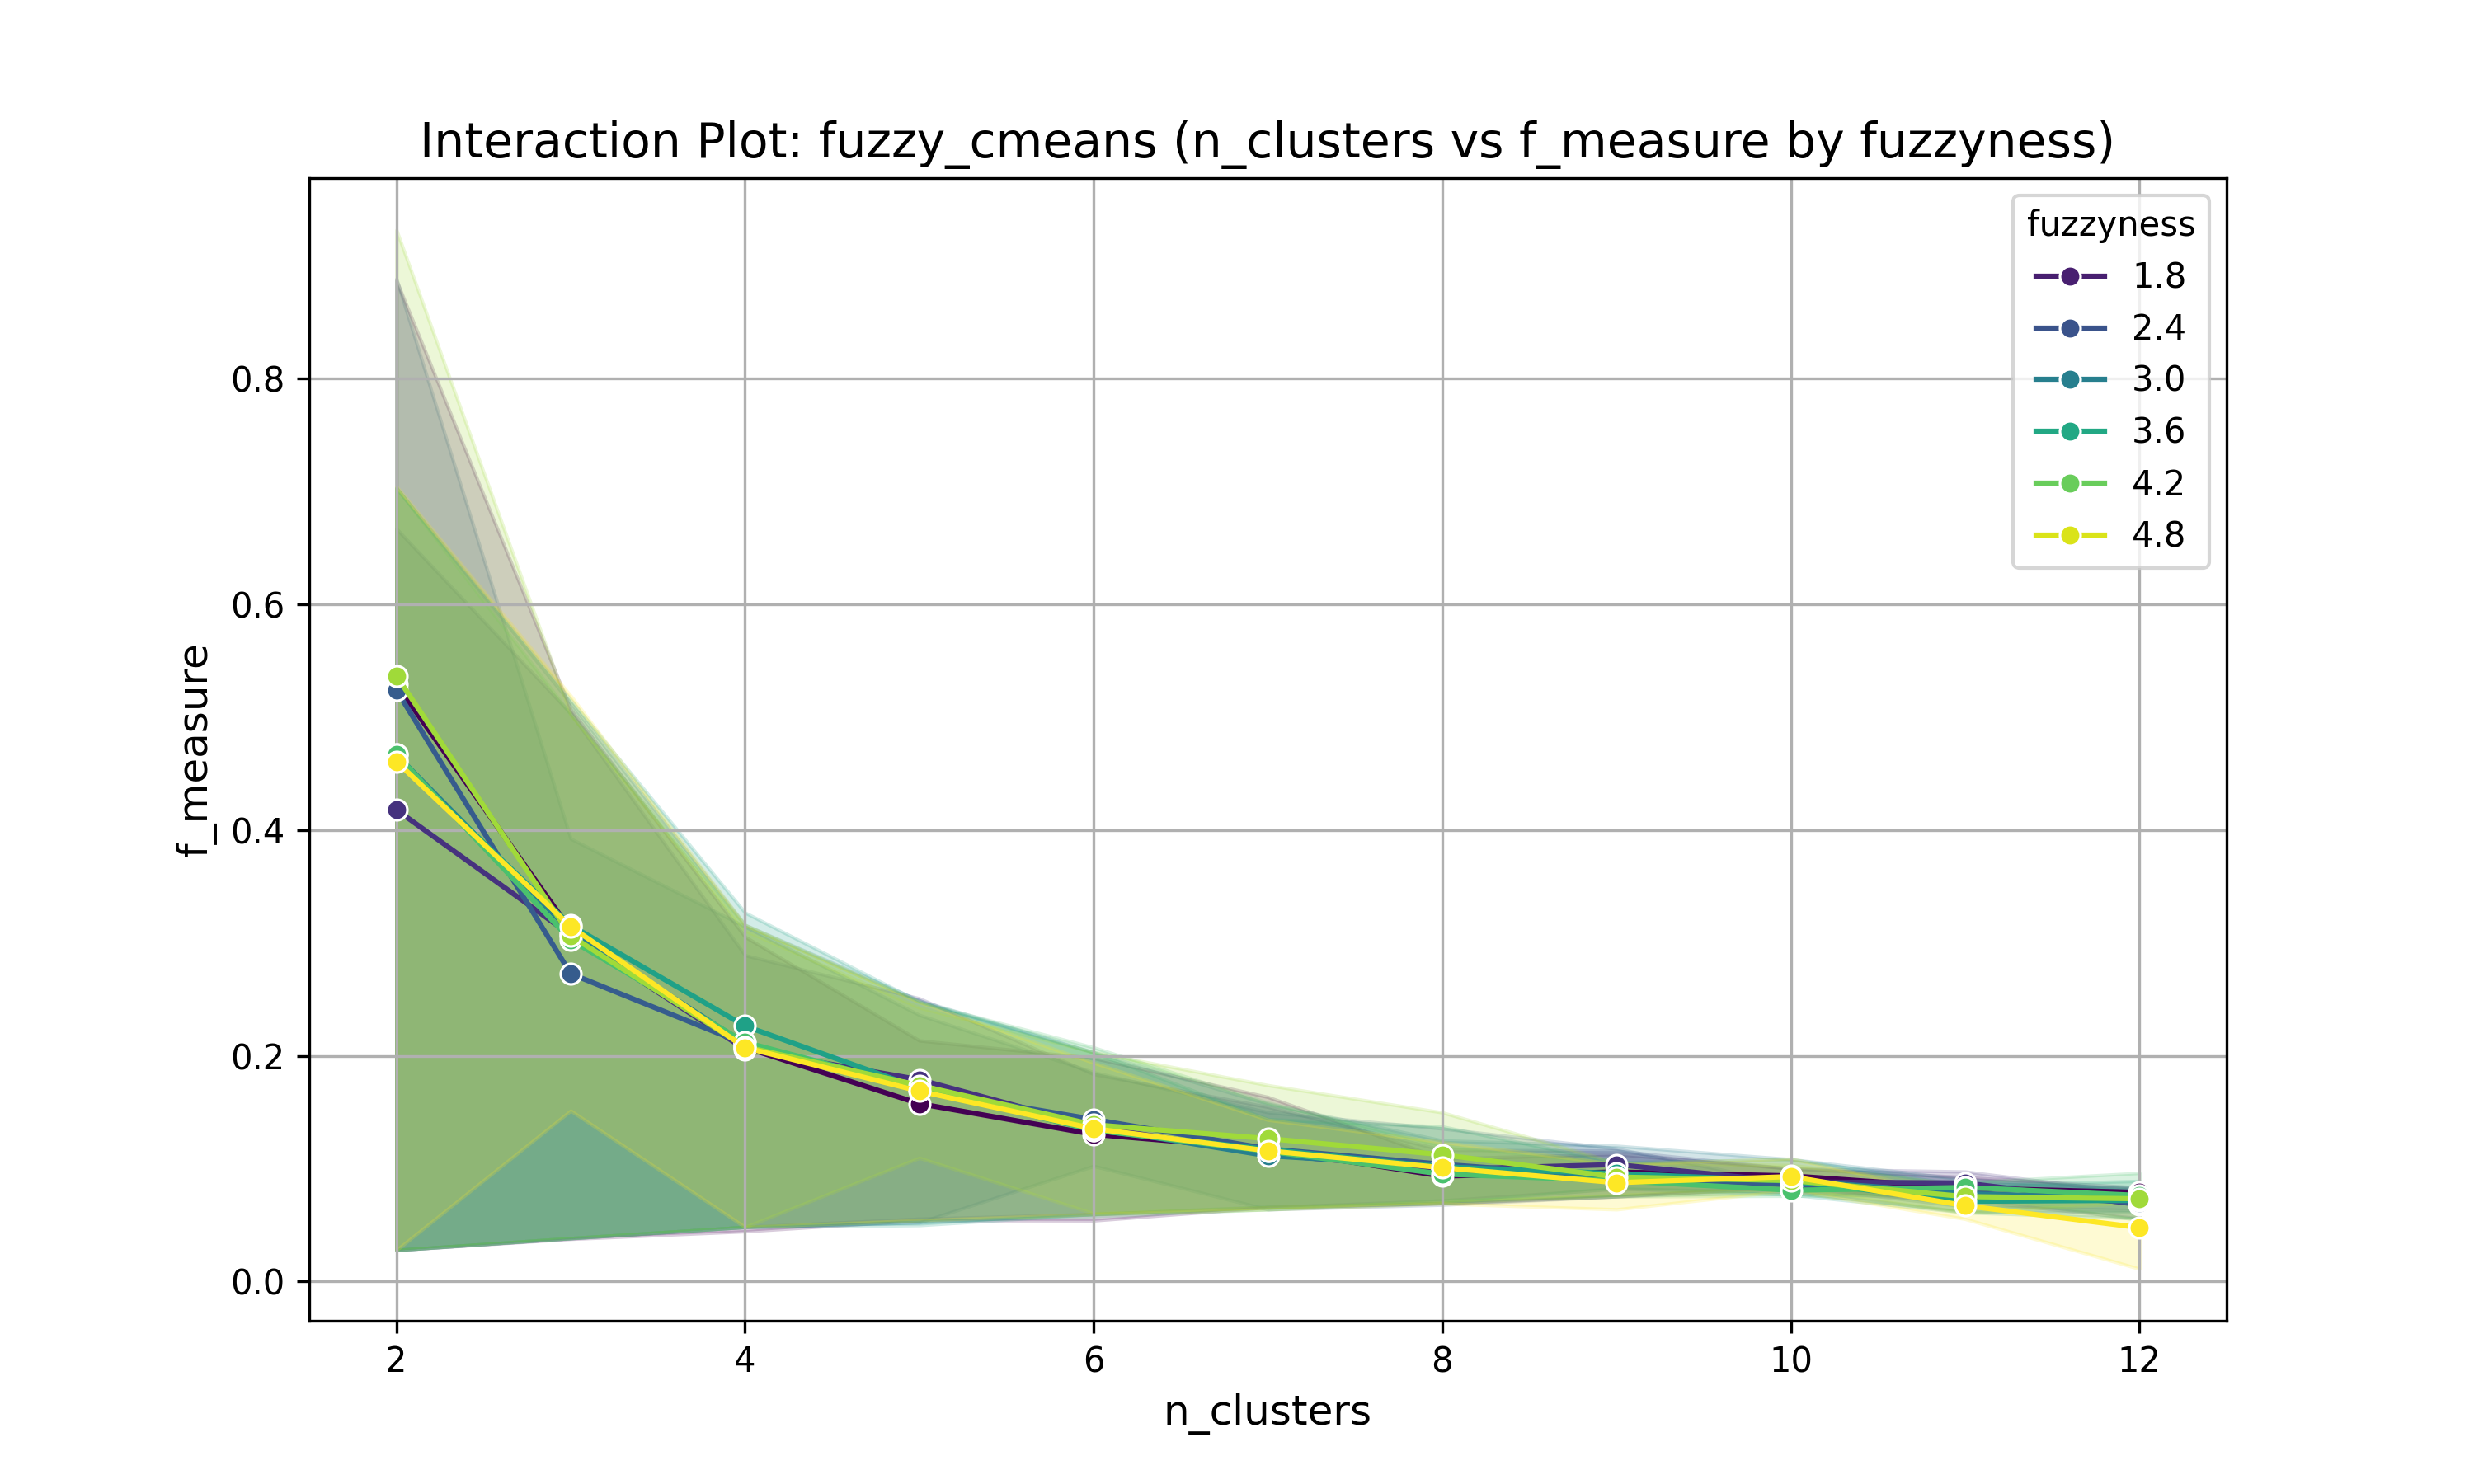 Interaction Plot: fuzzy_cmeans (n_clusters vs f_measure by fuzzyness)
fuzzyness
1.8
2.4
3.0
3.6
4.2
4.8
f_measure
0.8
0.6
0.4
0.2
0.0
2 4 6 8 10 12
n_clusters